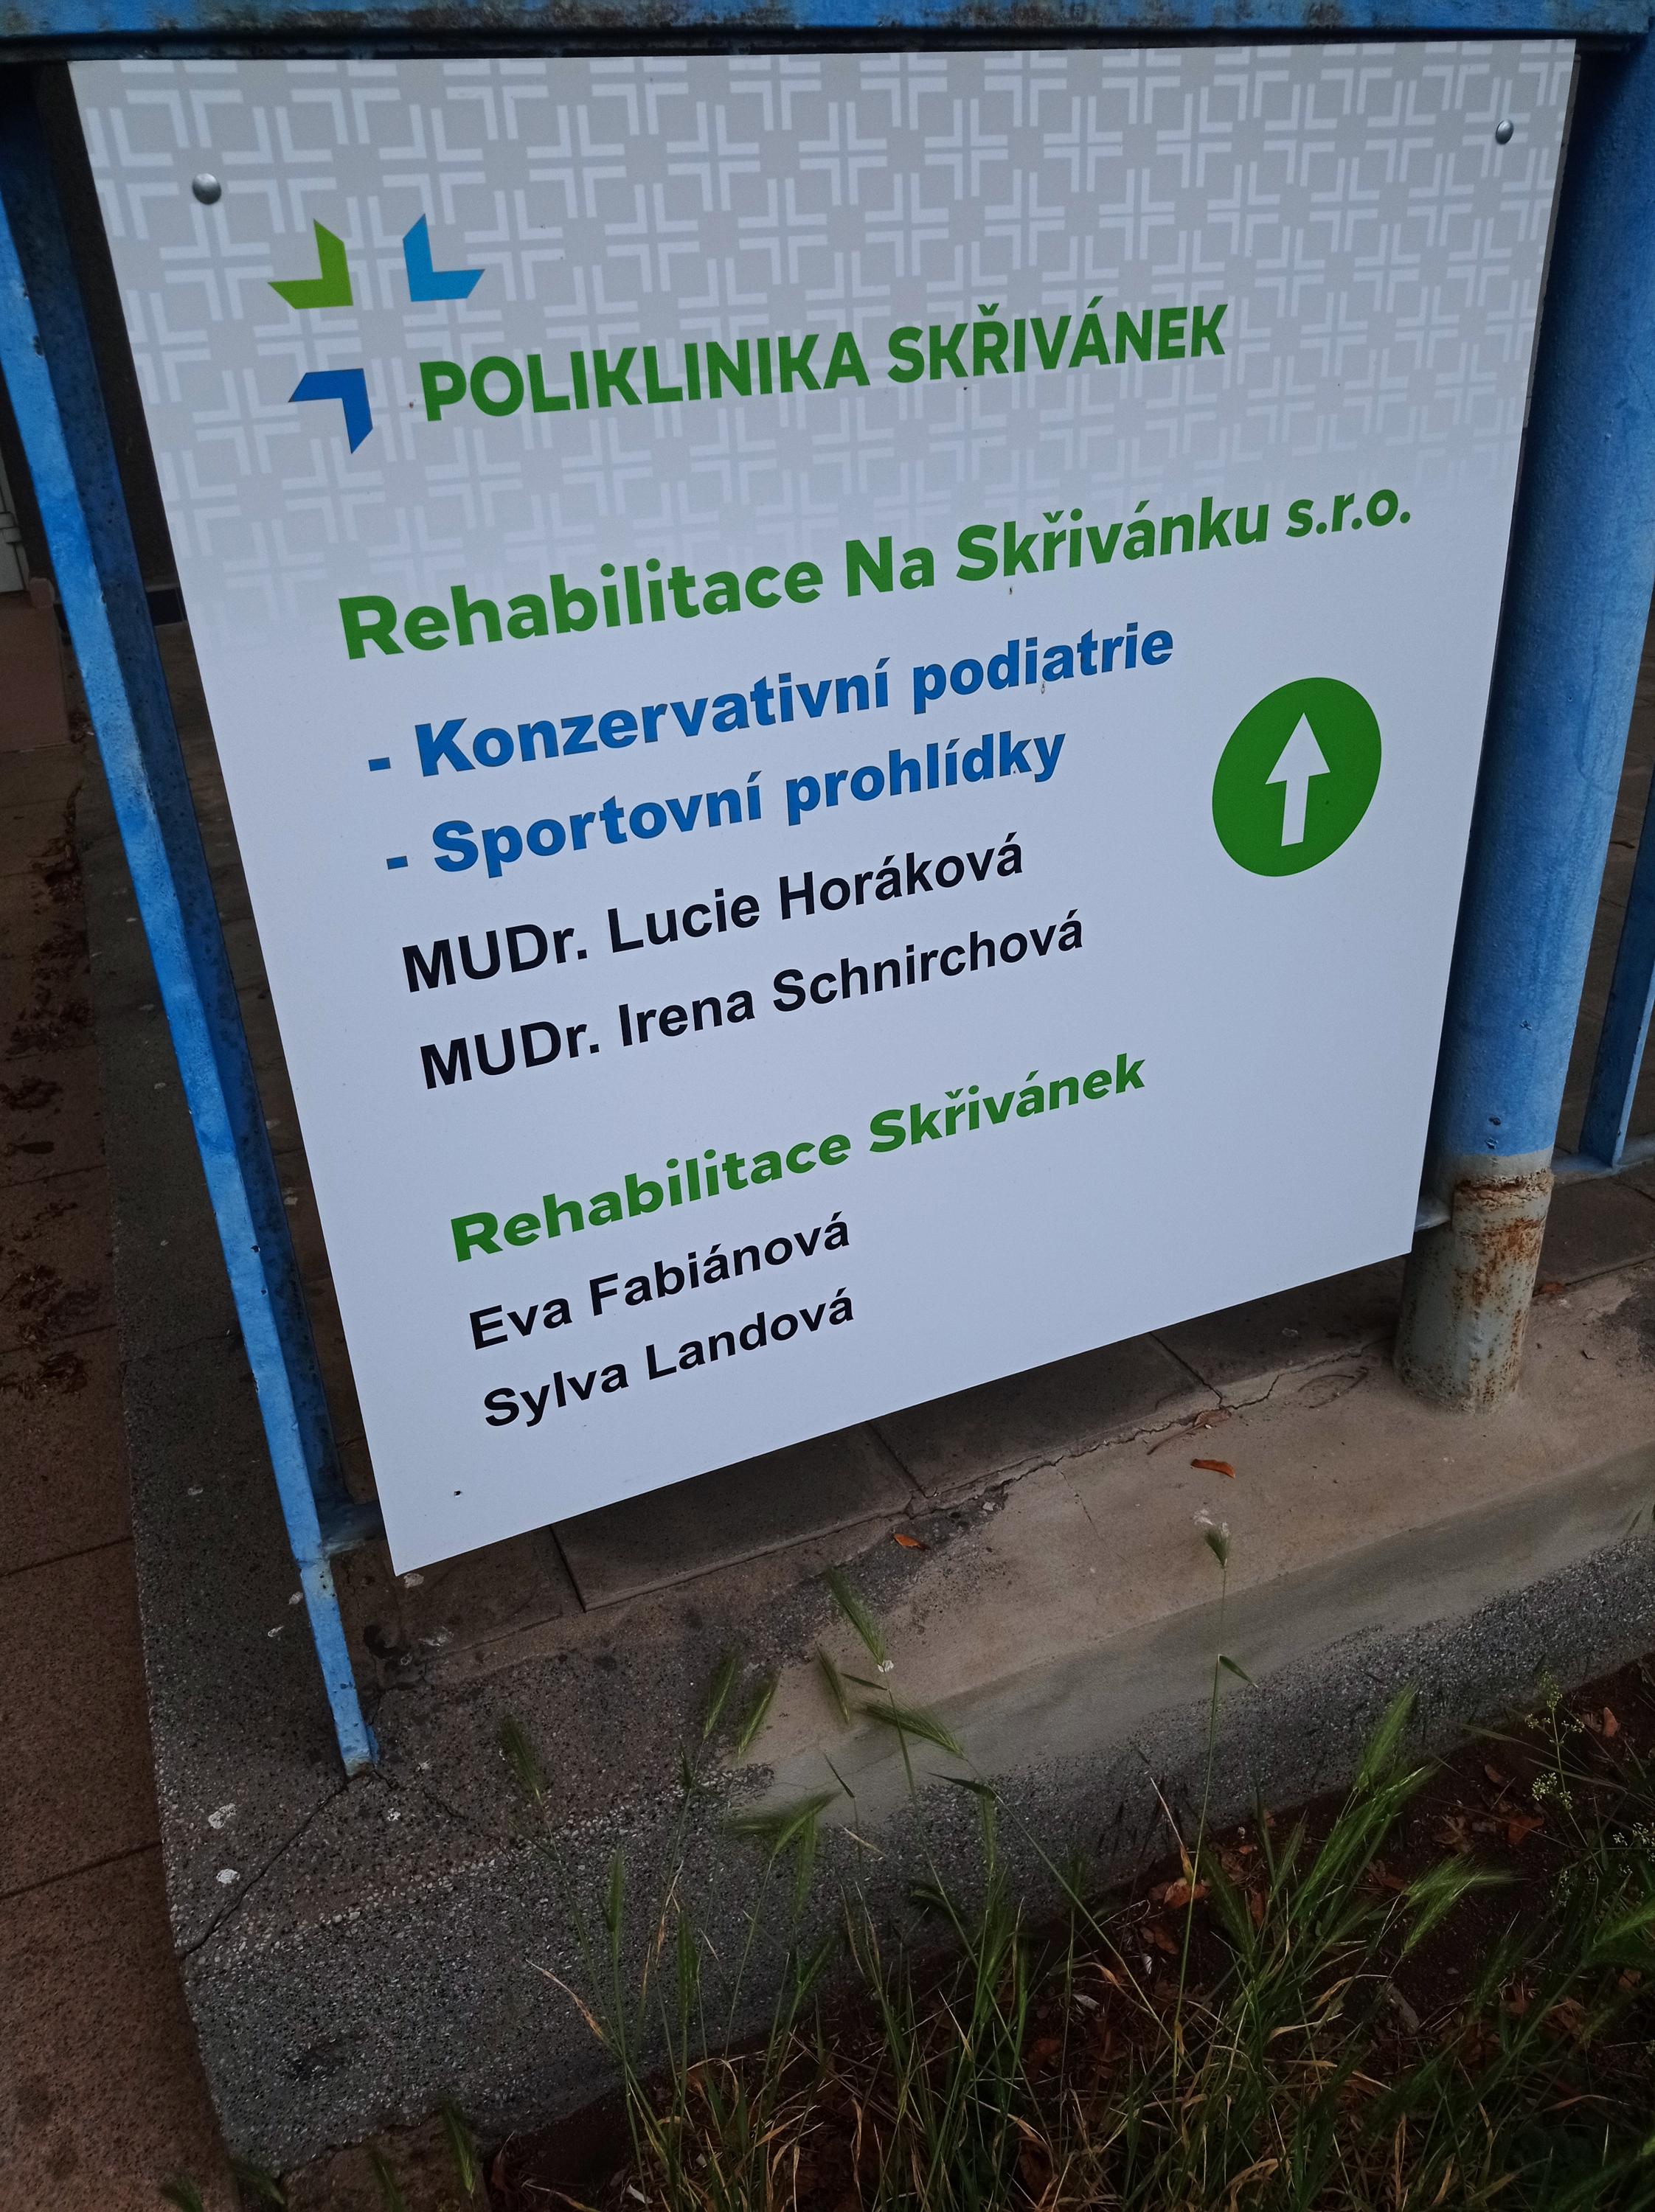 POLIKLINIKA SKŘIVÁNEK
Rehabilitace Na Skřivánku s.r.o.
- Konzervativní podiatrie
- Sportovní prohlídky
MUDr. Lucie Horáková
MUDr. Irena Schnirchová
Rehabilitace Skřivánek
Eva Fabiánová
Sylva Landová